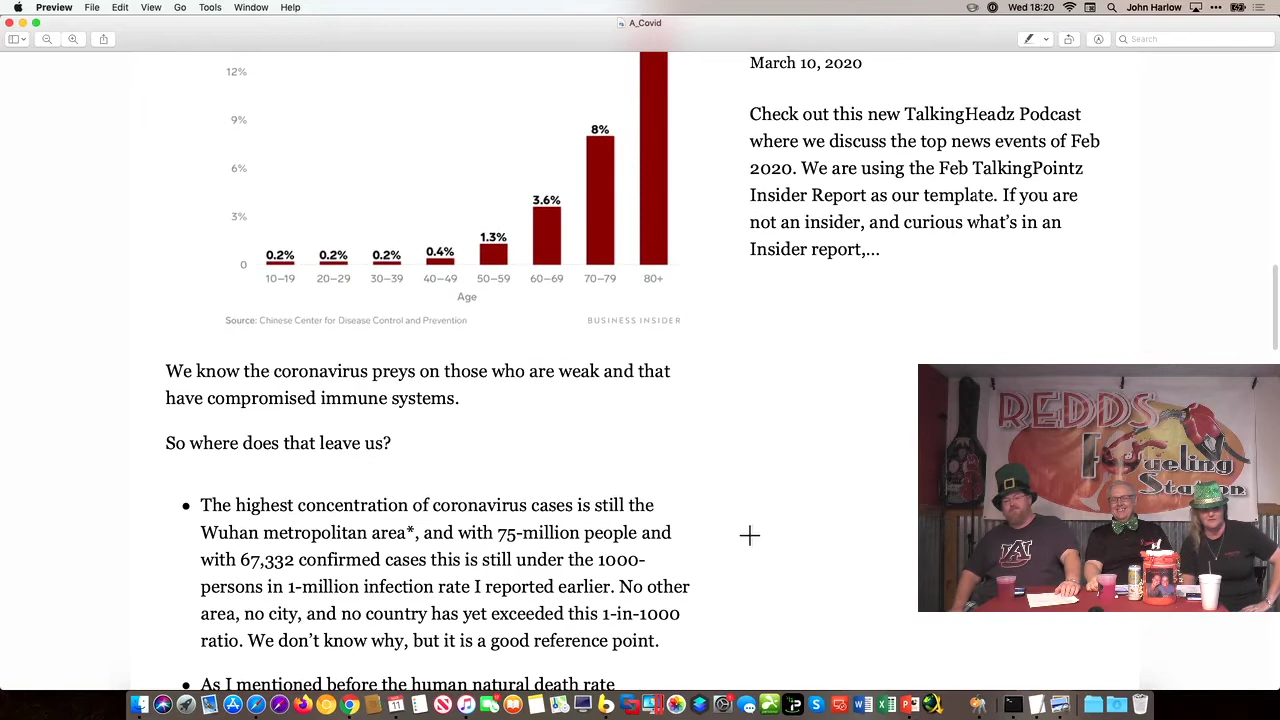 Preview File Edit View Go Tools Window Help
Wed 18:20 John Harlow
A_Covid
Search
12%
9%
6%
3%
0
0.2% 0.2% 0.2% 0.4% 1.3% 3.6% 8%
10–19 20–29 30–39 40–49 50–59 60–69 70–79 80+
Age
Source: Chinese Center for Disease Control and Prevention
BUSINESS INSIDER
We know the coronavirus preys on those who are weak and that
have compromised immune systems.
So where does that leave us?
• The highest concentration of coronavirus cases is still the
Wuhan metropolitan area*, and with 75-million people and
with 67,332 confirmed cases this is still under the 1000-
persons in 1-million infection rate I reported earlier. No other
area, no city, and no country has yet exceeded this 1-in-1000
ratio. We don’t know why, but it is a good reference point.
• As I mentioned before the human natural death rate
March 10, 2020
Check out this new TalkingHeadz Podcast
where we discuss the top news events of Feb
2020. We are using the Feb TalkingPointz
Insider Report as our template. If you are
not an insider, and curious what’s in an
Insider report,...
REDDS
Fueling
Station